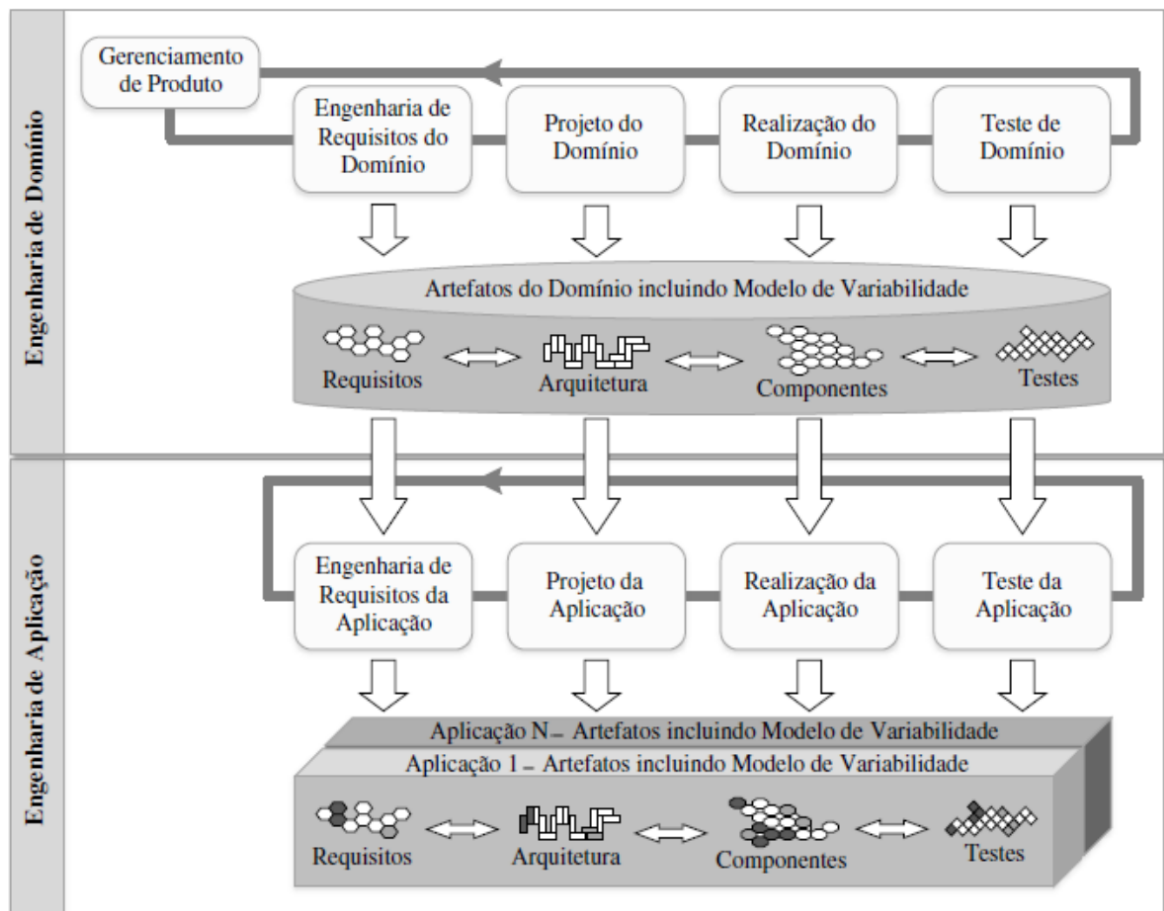 Engenharia de Domínio
Gerenciamento
de Produto
Engenharia de
Requisitos do
Domínio
Projeto do
Domínio
Realização do
Domínio
Teste de
Domínio
Artefatos do Domínio incluindo Modelo de Variabilidade
Requisitos
Arquitetura
Componentes
Testes
Engenharia de Aplicação
Engenharia de
Requisitos da
Aplicação
Projeto da
Aplicação
Realização da
Aplicação
Teste da
Aplicação
Aplicação N – Artefatos incluindo Modelo de Variabilidade
Aplicação 1 – Artefatos incluindo Modelo de Variabilidade
Requisitos
Arquitetura
Componentes
Testes